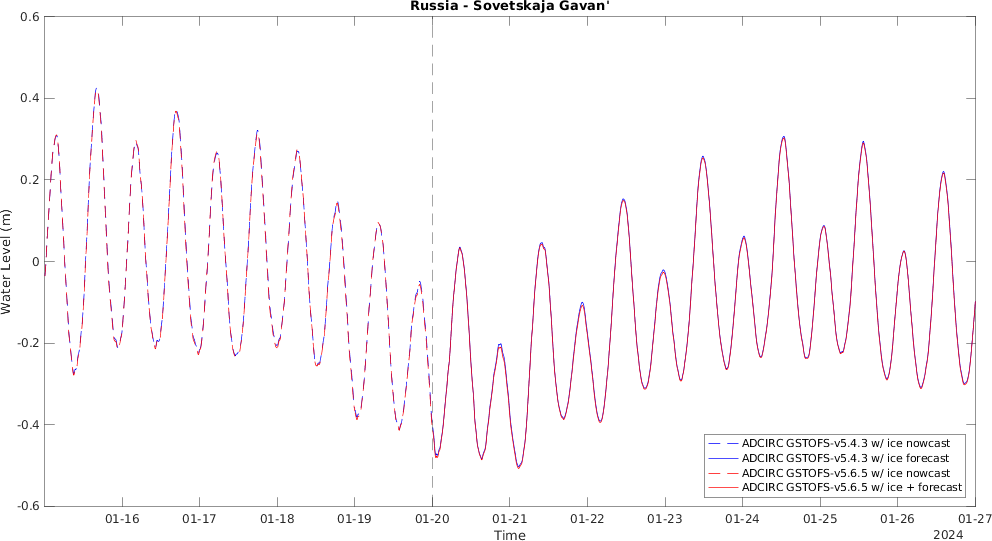 Russia - Sovetskaja Gavan'
0.6
0.4
0.2
0
-0.2
-0.4
-0.6
Water Level (m)
01-16 01-17 01-18 01-19 01-20 01-21 01-22 01-23 01-24 01-25 01-26 01-27
Time
2024
ADCIRC GSTOFS-v5.4.3 w/ ice nowcast
ADCIRC GSTOFS-v5.4.3 w/ ice forecast
ADCIRC GSTOFS-v5.6.5 w/ ice nowcast
ADCIRC GSTOFS-v5.6.5 w/ ice + forecast